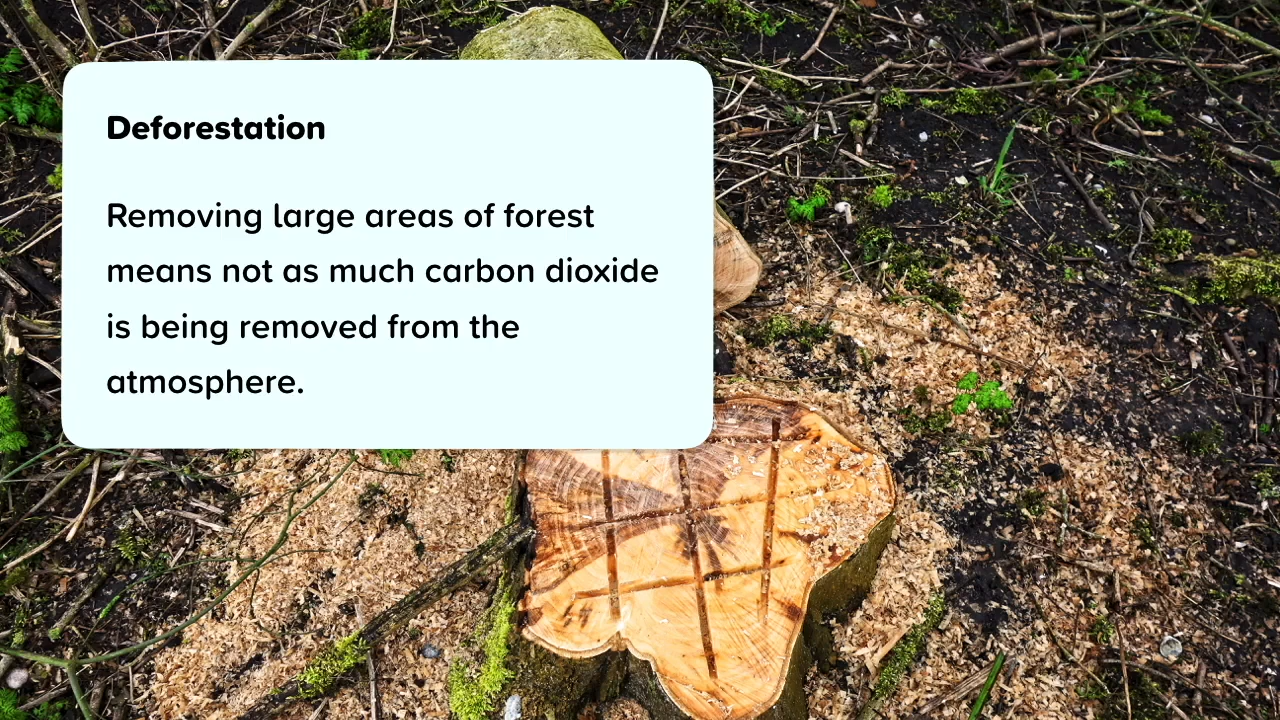 Deforestation
Removing large areas of forest
means not as much carbon dioxide
is being removed from the
atmosphere.